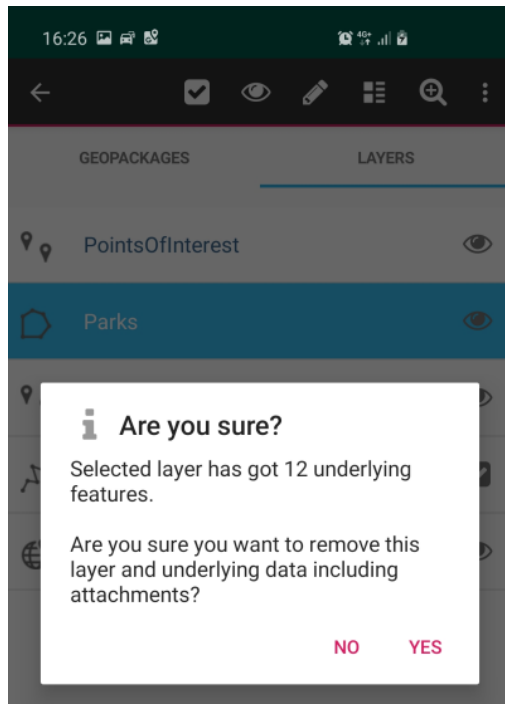 16:26 4G+
GEOPACKAGES LAYERS
PointsOfInterest
Parks
Are you sure?
Selected layer has got 12 underlying
features.
Are you sure you want to remove this
layer and underlying data including
attachments?
NO YES